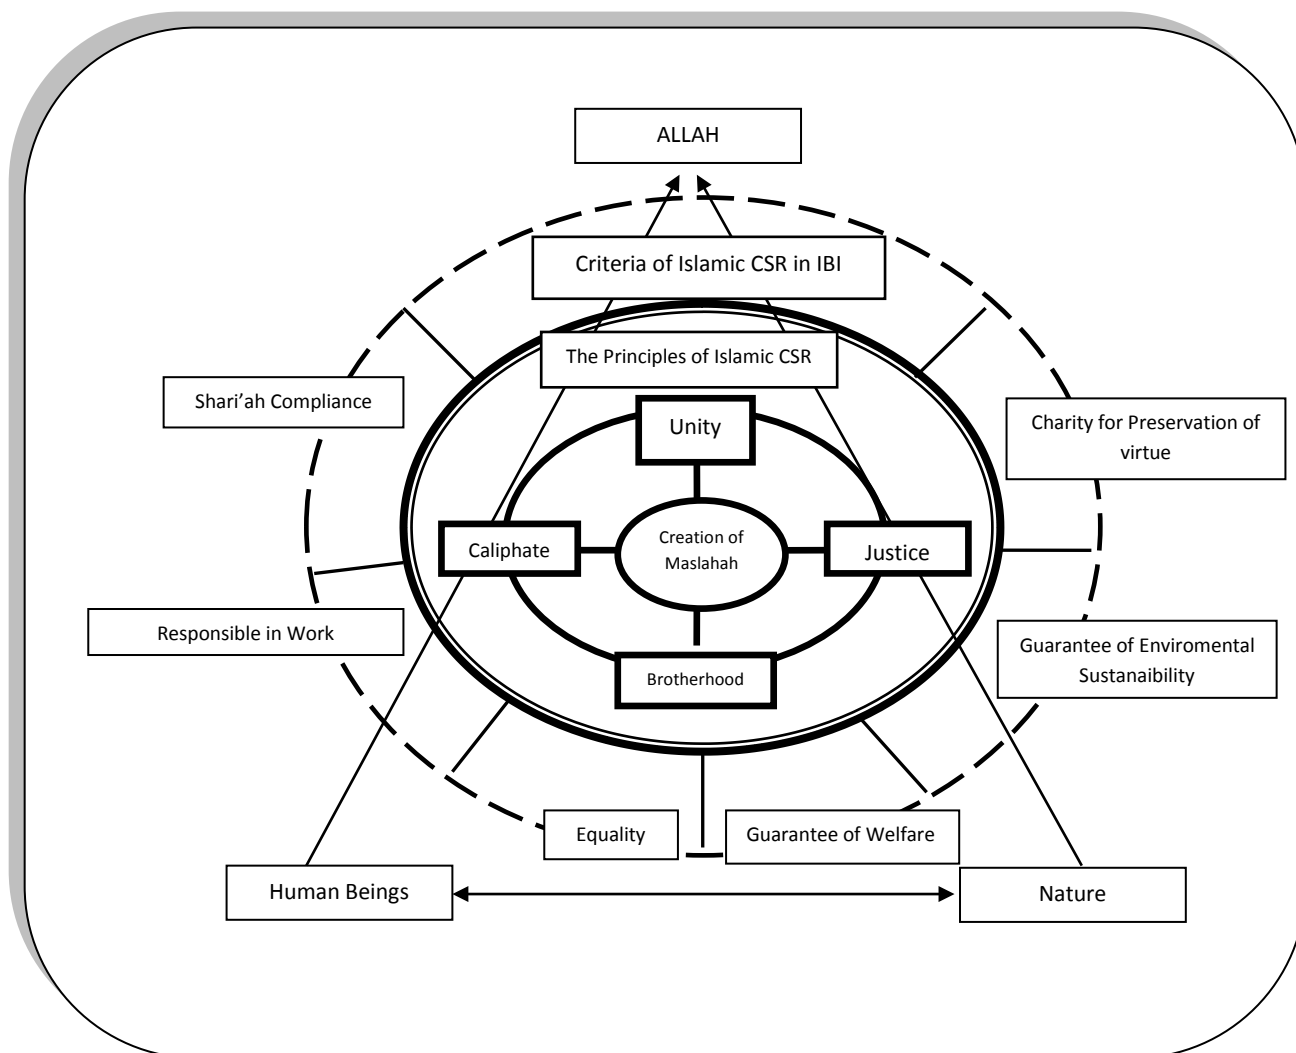 ALLAH
Criteria of Islamic CSR in IBI
The Principles of Islamic CSR
Shari’ah Compliance
Unity
Charity for Preservation of
virtue
Caliphate
Creation of
Maslahah
Justice
Responsible in Work
Brotherhood
Guarantee of Enviromental
Sustanaibility
Equality
Guarantee of Welfare
Human Beings
Nature